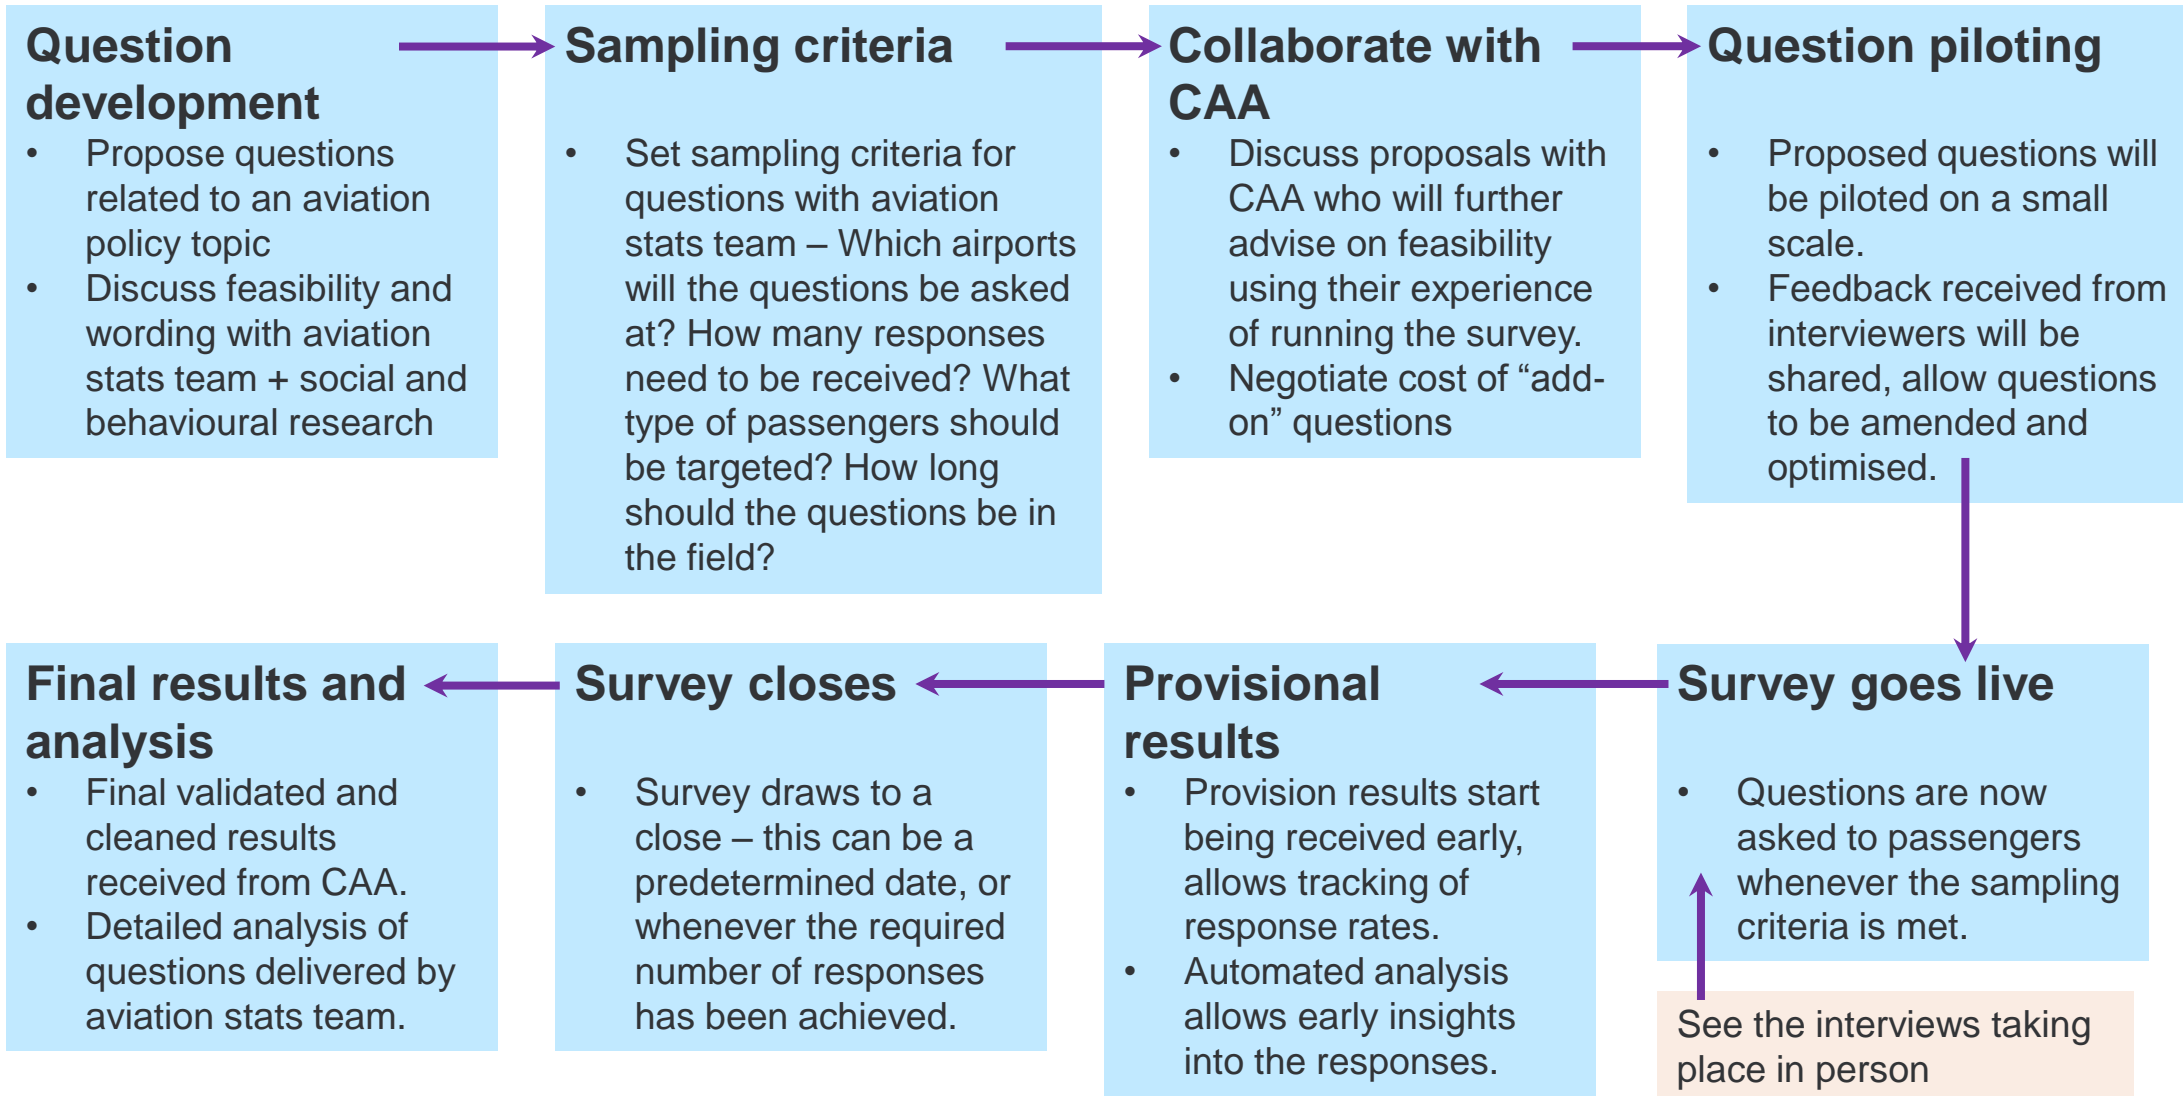 Question
development
• Propose questions
related to an aviation
policy topic
• Discuss feasibility and
wording with aviation
stats team + social and
behavioural research
Sampling criteria
• Set sampling criteria for
questions with aviation
stats team – Which airports
will the questions be asked
at? How many responses
need to be received? What
type of passengers should
be targeted? How long
should the questions be in
the field?
Collaborate with
CAA
• Discuss proposals with
CAA who will further
advise on feasibility
using their experience
of running the survey.
• Negotiate cost of “add-
on” questions
Question piloting
• Proposed questions will
be piloted on a small
scale.
• Feedback received from
interviewers will be
shared, allow questions
to be amended and
optimised.
Survey goes live
• Questions are now
asked to passengers
whenever the sampling
criteria is met.
See the interviews taking
place in person
Provisional
results
• Provision results start
being received early,
allows tracking of
response rates.
• Automated analysis
allows early insights
into the responses.
Survey closes
• Survey draws to a
close – this can be a
predetermined date, or
whenever the required
number of responses
has been achieved.
Final results and
analysis
• Final validated and
cleaned results
received from CAA.
• Detailed analysis of
questions delivered by
aviation stats team.